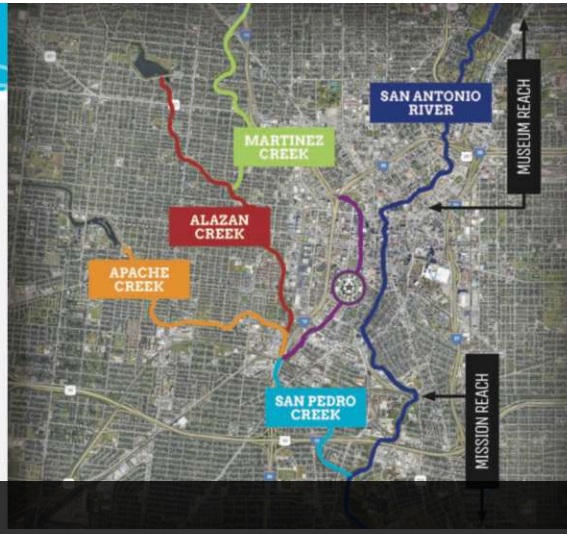 SAN ANTONIO
RIVER
MUSEUM REACH
MARTINEZ
CREEK
ALAZAN
CREEK
APACHE
CREEK
SAN PEDRO
CREEK
MISSION REACH